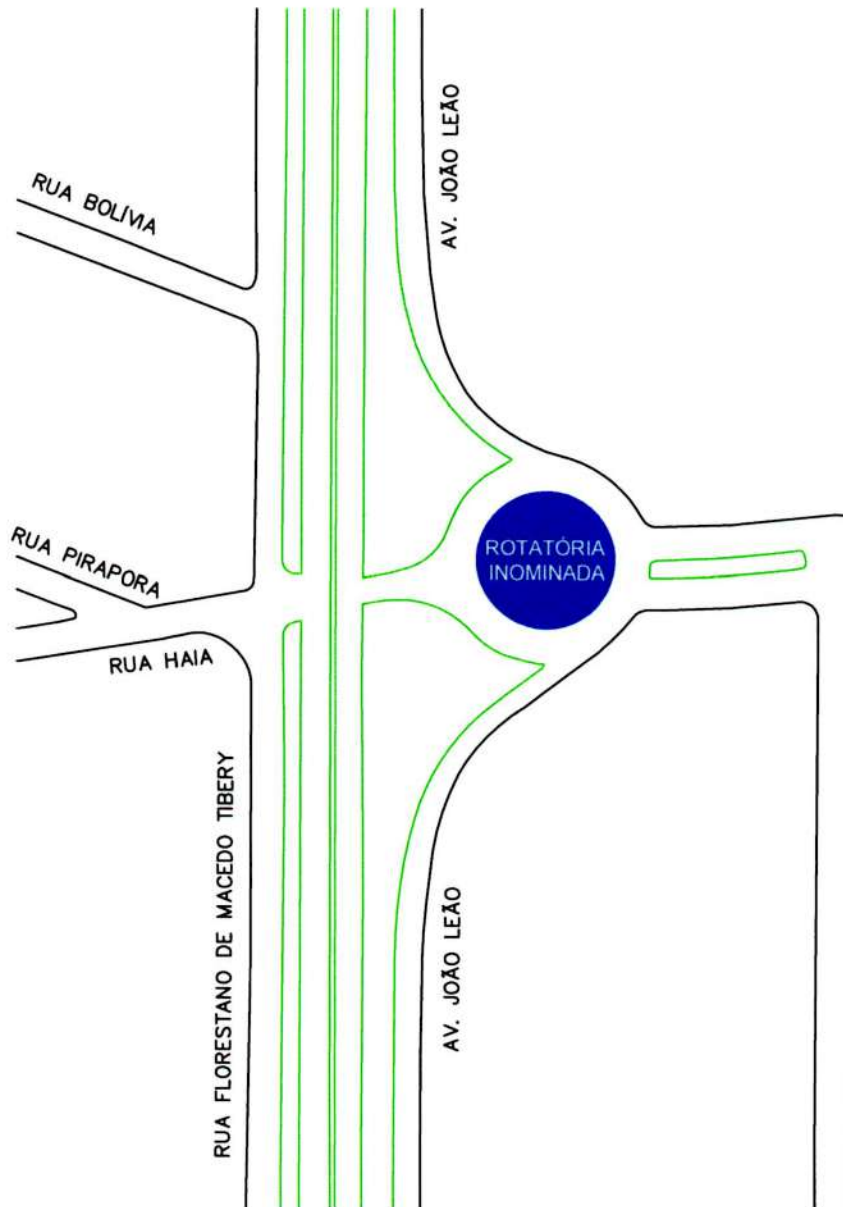 AV. JOÃO LEÃO
RUA BOLÍVIA
ROTATÓRIA
INOMINADA
RUA PIRAPORA
RUA HAIA
RUA FLORESTANO DE MACEDO TIBERY
AV. JOÃO LEÃO